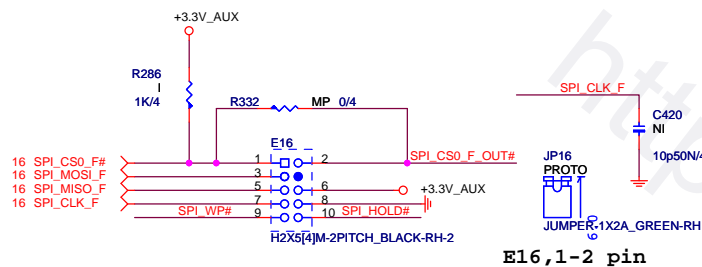 +3.3V_AUX
R286
I
1K/4
R332 MP 0/4
SPI_CLK_F
C420
NI
10p50N/4
E16
16 SPI_CS0_F# 1 2 SPI_CS0_F_OUT#
16 SPI_MOSI_F 3
16 SPI_MISO_F 5 6 +3.3V_AUX
16 SPI_CLK_F 7 8
SPI_WP# 9 10 SPI_HOLD#
H2X5[4]M-2PITCH_BLACK-RH-2
JP16
PROTO
JUMPER-1X2A_GREEN-RH
E16,1-2 pin
http